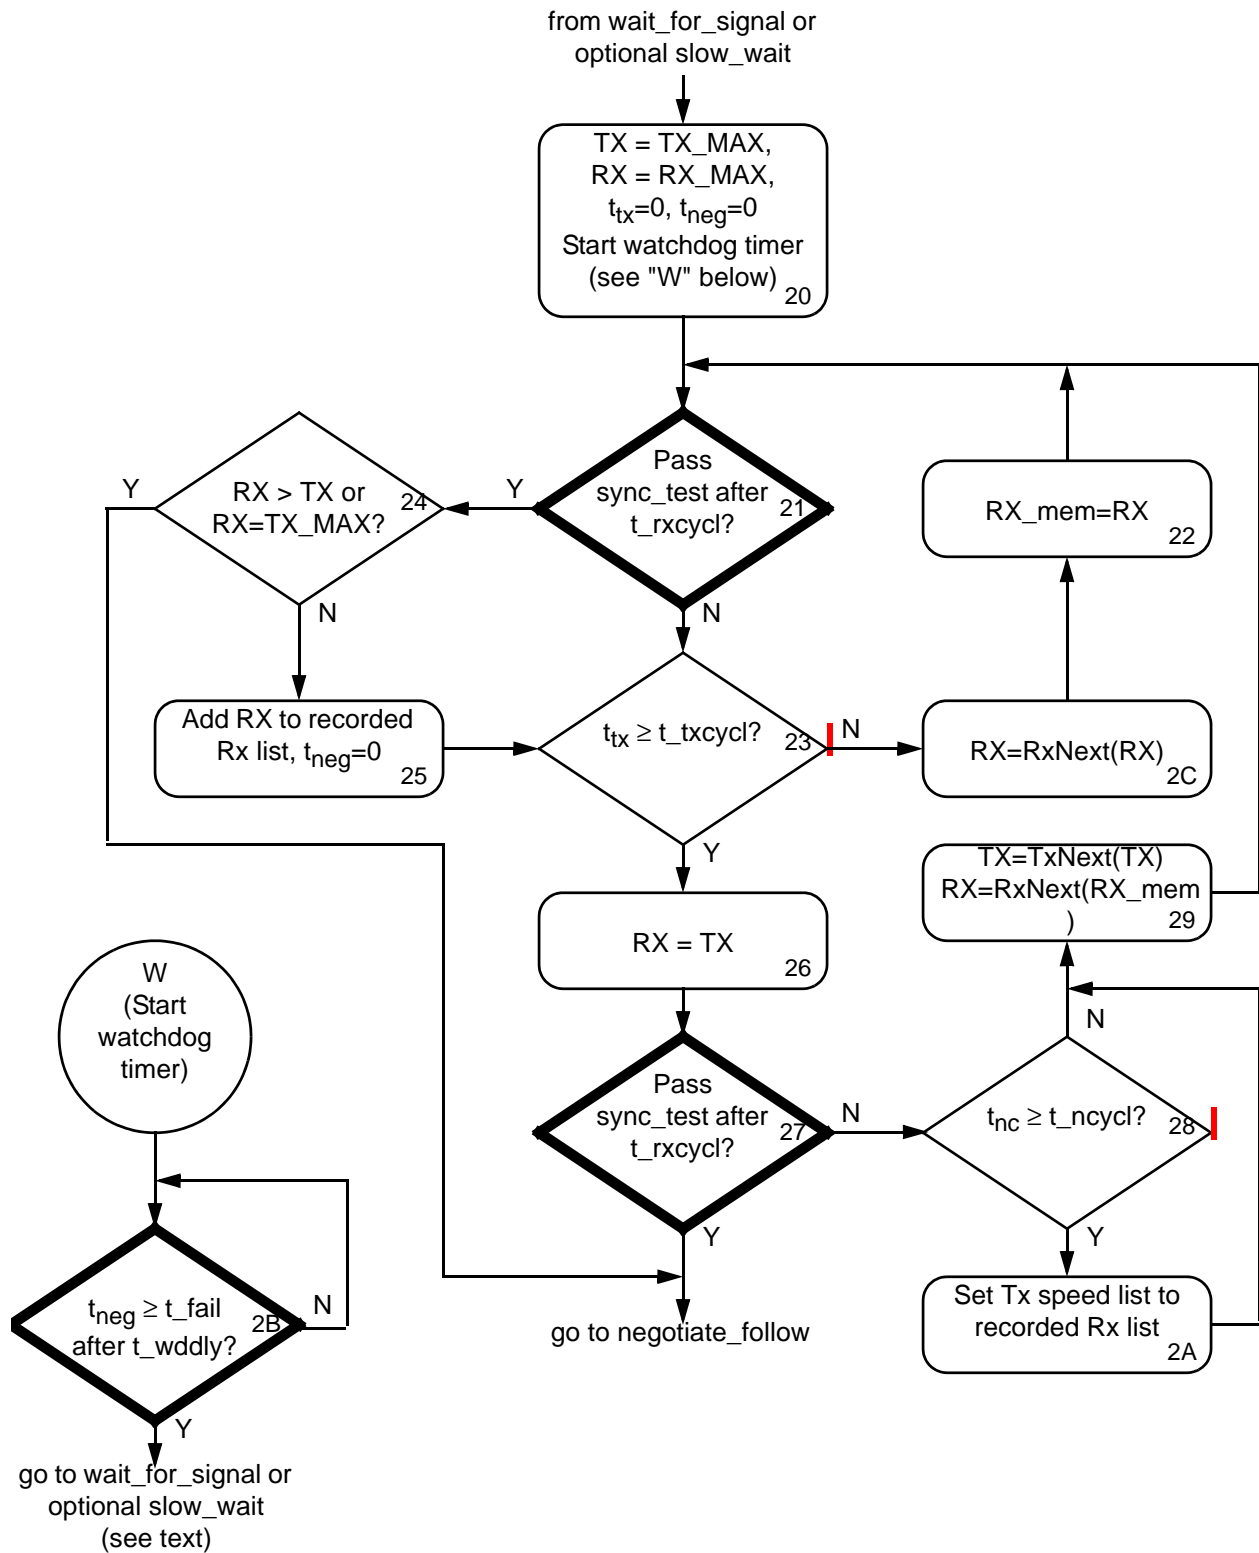 from wait_for_signal or
optional slow_wait
TX = TX_MAX,
RX = RX_MAX,
ttx=0, tneg=0
Start watchdog timer
(see "W" below)
20
Y
RX > TX or
RX=TX_MAX?
24
N
Y
Pass
sync_test after
t_rxcycl?
21
N
RX_mem=RX
22
Add RX to recorded
Rx list, tneg=0
25
ttx ≥ t_txcycl?
23
N
Y
RX=RxNext(RX)
2C
TX=TxNext(TX)
RX=RxNext(RX_mem
)
29
RX = TX
26
W
(Start
watchdog
timer)
Pass
sync_test after
t_rxcycl?
27
N
Y
N
tnc ≥ t_ncycl?
28
Y
Set Tx speed list to
recorded Rx list
2A
tneg ≥ t_fail
after t_wddly?
2B
N
Y
go to negotiate_follow
go to wait_for_signal or
optional slow_wait
(see text)